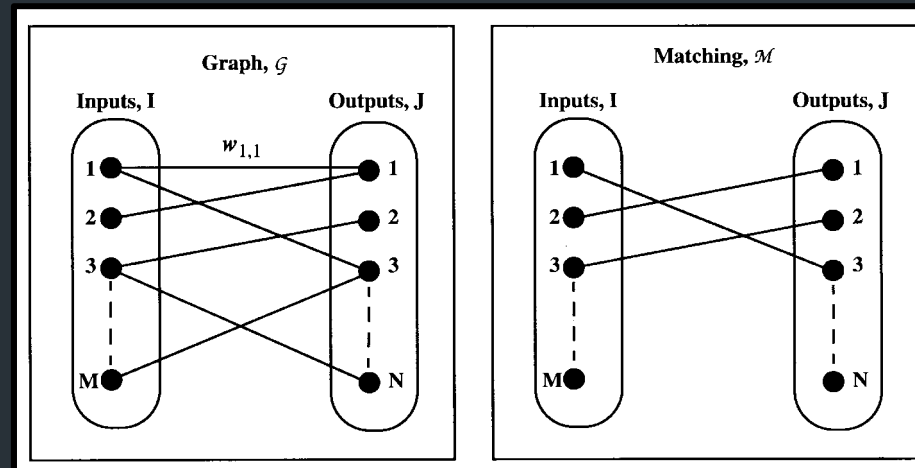 Graph, 𝒢
Inputs, I
Outputs, J
w1,1
1
1
2
2
3
3
M
N
Matching, ℳ
Inputs, I
Outputs, J
1
1
2
2
3
3
M
N